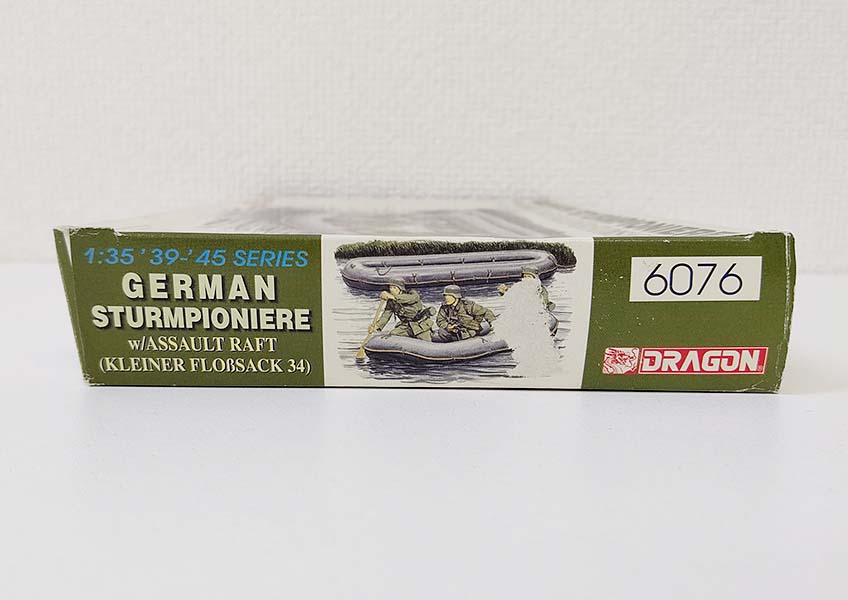 1:35 '39-'45 SERIES
GERMAN
STURMPIONIERE
w/ASSAULT RAFT
(KLEINER FLOßSACK 34)
6076
DRAGON®